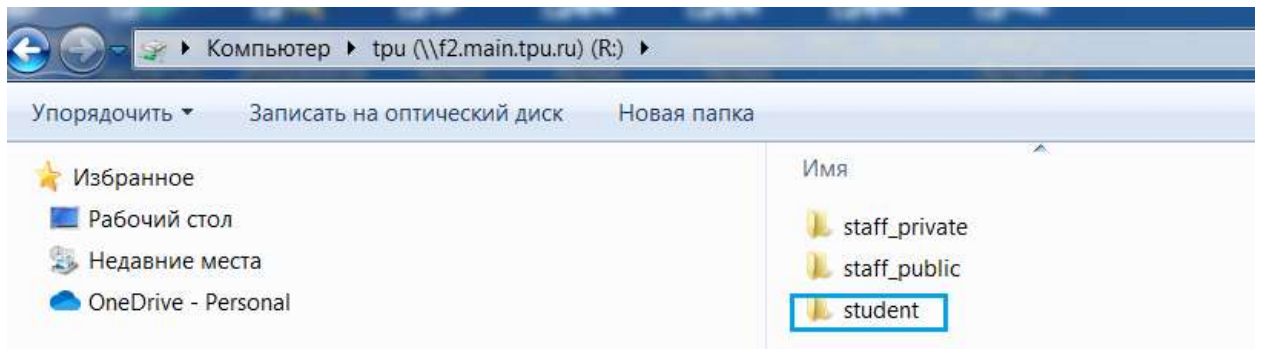 Компьютер tpu (\\f2.main.tpu.ru) (R:)
Упорядочить Записать на оптический диск Новая папка
Избранное
Рабочий стол
Недавние места
OneDrive - Personal
Имя
staff_private
staff_public
student